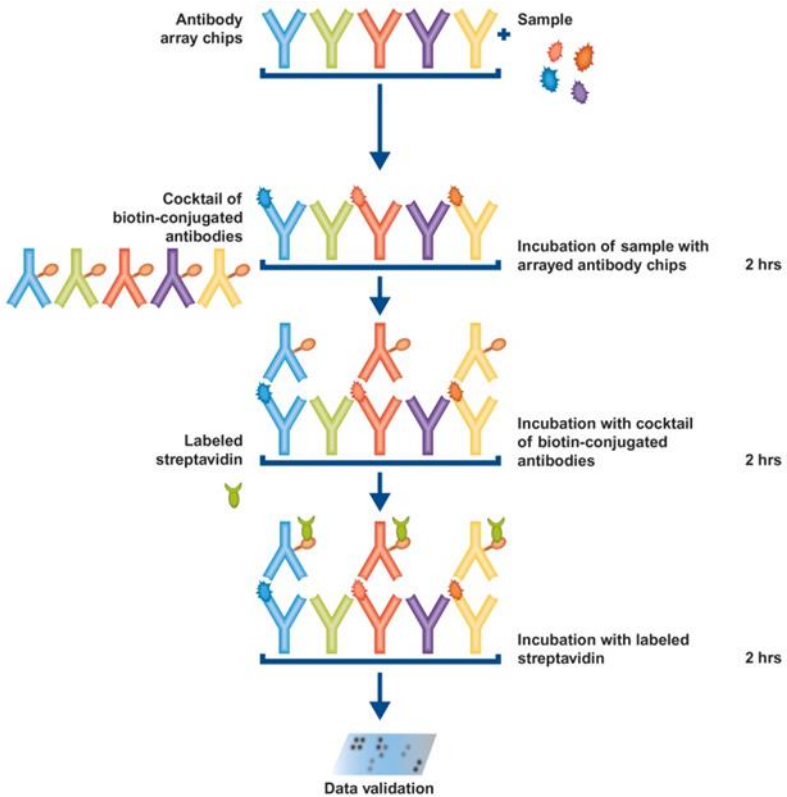 Antibody
array chips
Sample
Cocktail of
biotin-conjugated
antibodies
Incubation of sample with
arrayed antibody chips
2 hrs
Incubation with cocktail
of biotin-conjugated
antibodies
2 hrs
Labeled
streptavidin
Incubation with labeled
streptavidin
2 hrs
Data validation